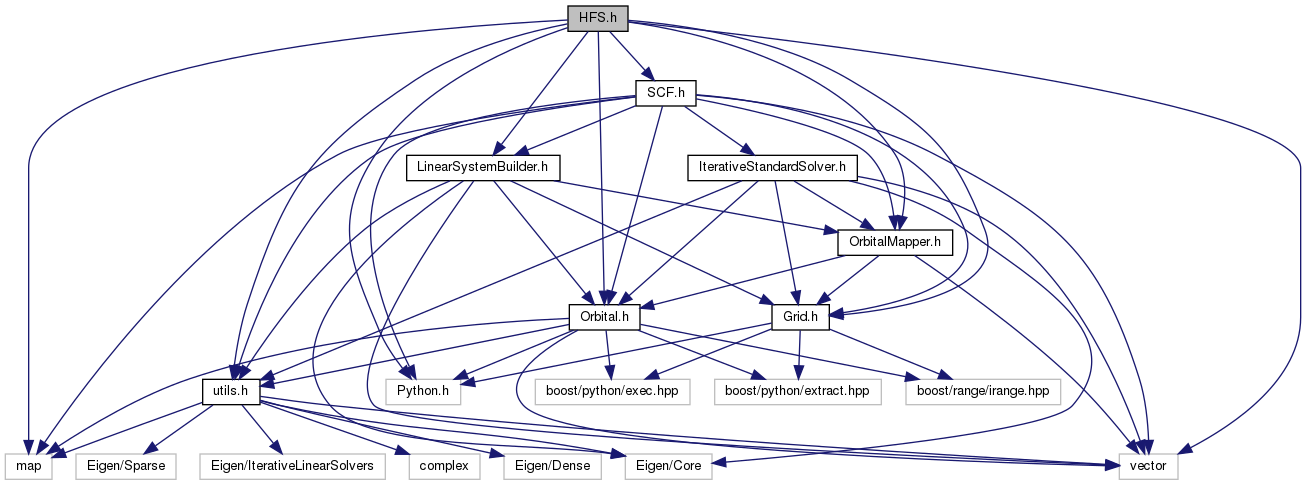 HFS.h
SCF.h
LinearSystemBuilder.h
IterativeStandardSolver.h
OrbitalMapper.h
Orbital.h
Grid.h
utils.h
Python.h
boost/python/exec.hpp
boost/python/extract.hpp
boost/range/irange.hpp
map
Eigen/Sparse
Eigen/IterativeLinearSolvers
complex
Eigen/Dense
Eigen/Core
vector